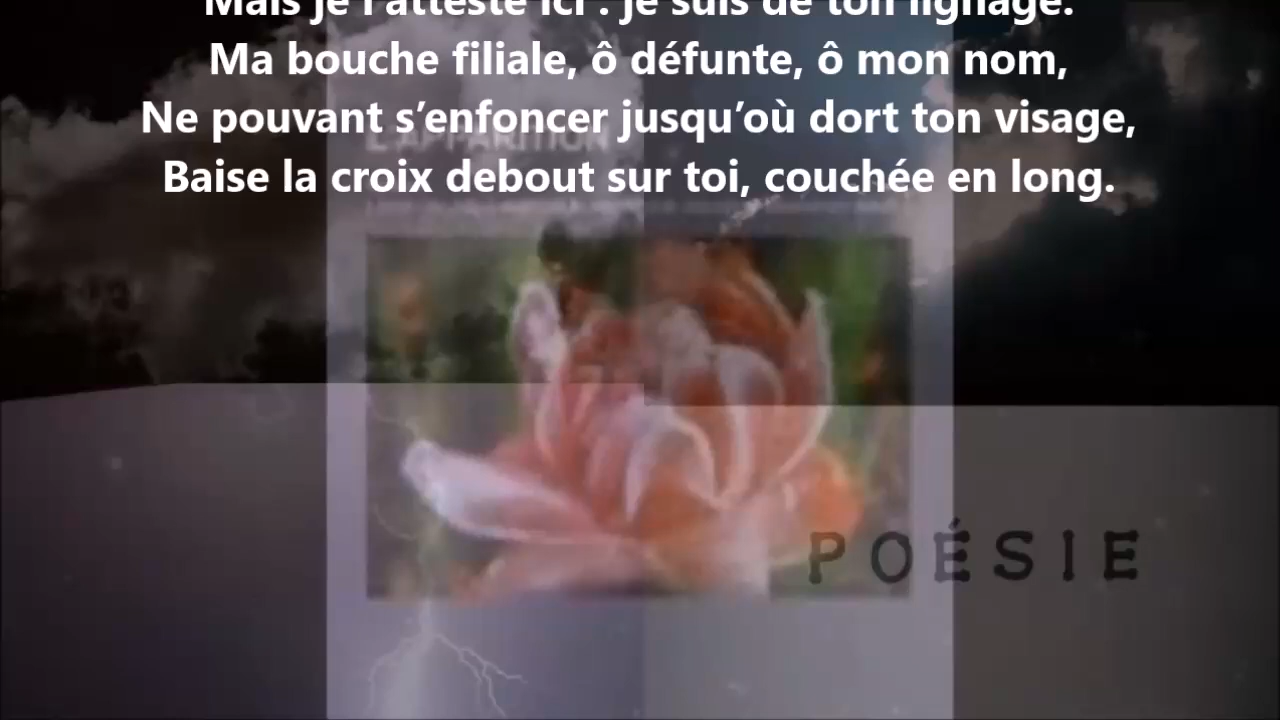 Mais je l'atteste ici : je suis de ton lignage.
Ma bouche filiale, ô défunte, ô mon nom,
Ne pouvant s’enfoncer jusqu’où dort ton visage,
Baise la croix debout sur toi, couchée en long.
L'APPARITION
POÉSIE